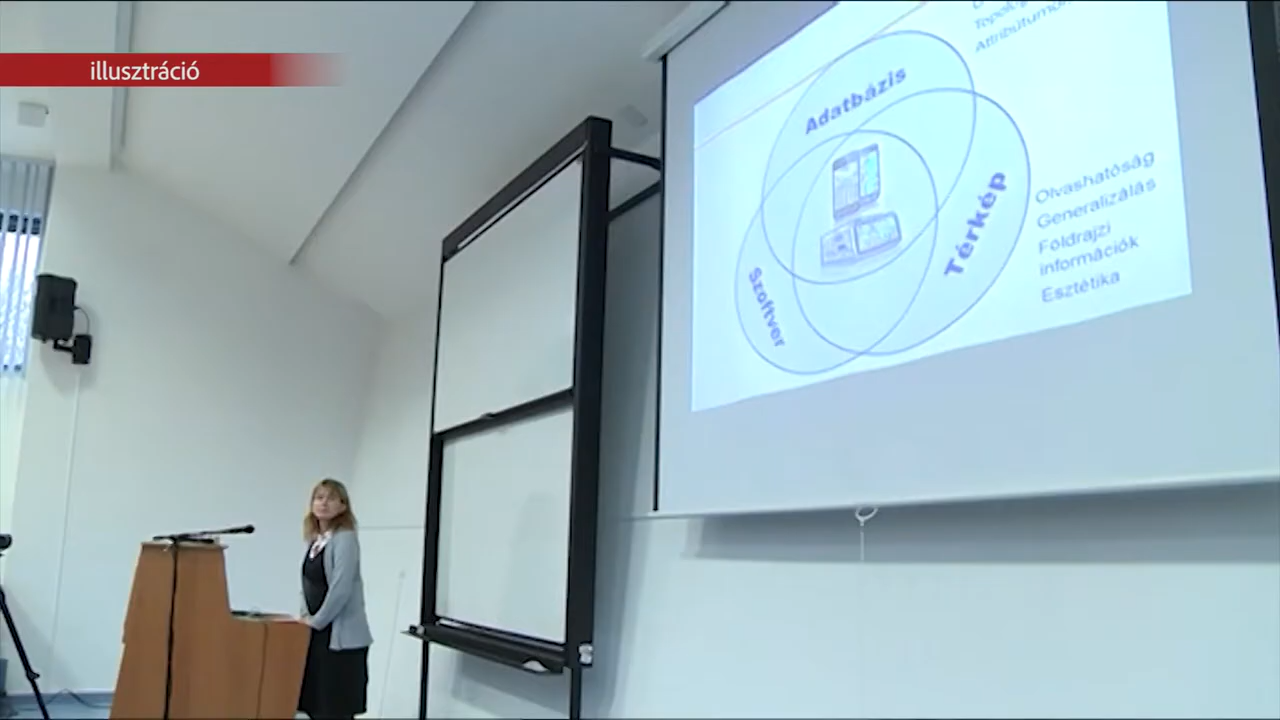 illusztráció
Adatbázis
Térkép
Szoftver
Olvashatóság
Generalizálás
Földrajzi
információk
Esztétika